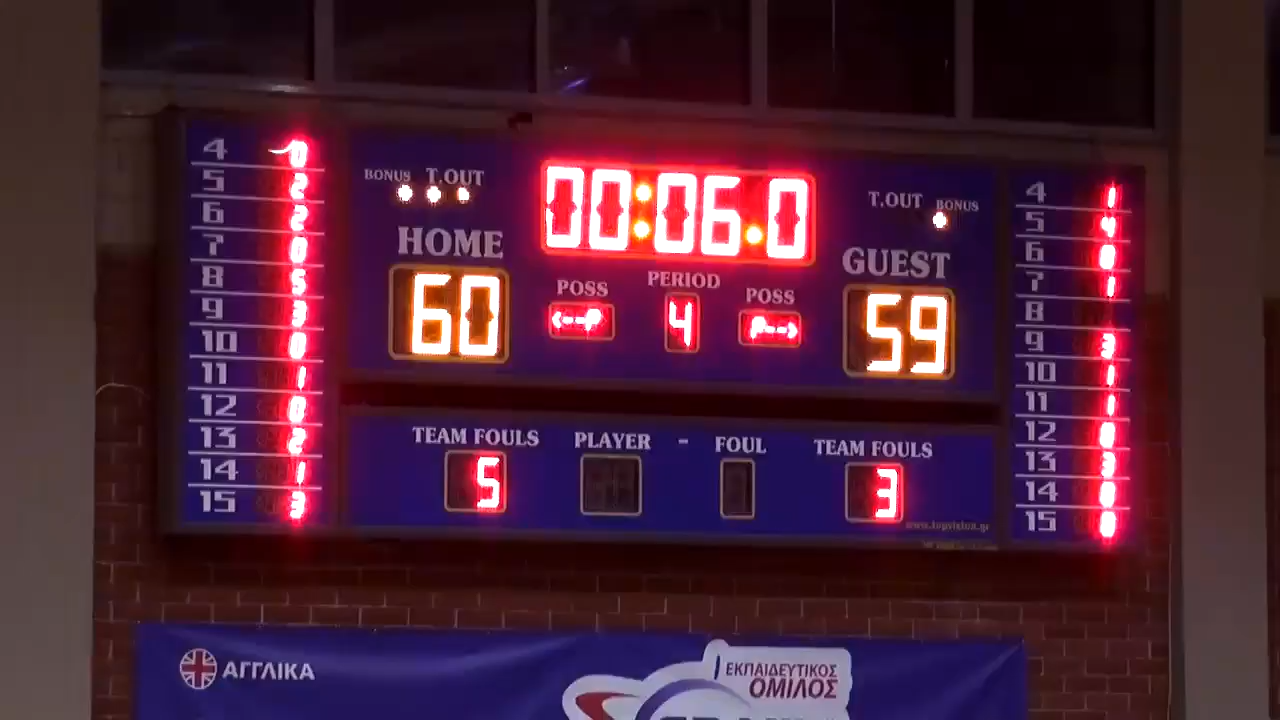 4 0
5 2
6 2
7 0
8 5
9 3
10 0
11 1
12 0
13 2
14 1
15 3
BONUS T.OUT
HOME
60
00:06.0
POSS PERIOD POSS
<--P 4 P-->
T.OUT BONUS
GUEST
59
TEAM FOULS PLAYER - FOUL TEAM FOULS
5 3
www.topvision.gr
4 1
5 4
6 0
7 1
8
9 3
10 1
11 1
12 0
13 3
14 0
15 0
ΑΓΓΛΙΚΑ
ΕΚΠΑΙΔΕΥΤΙΚΟΣ
ΟΜΙΛΟΣ